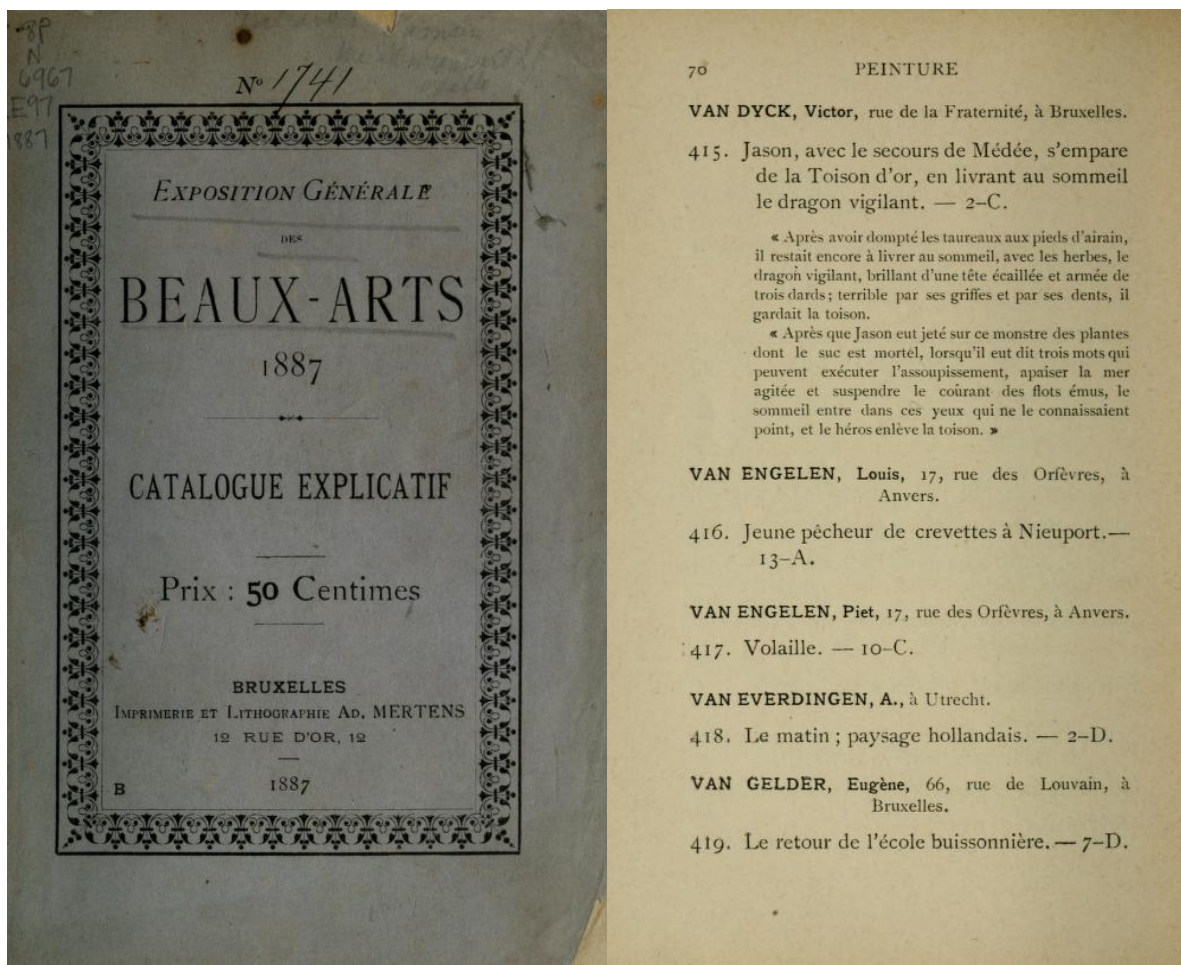 8P
N
6967
E97
1887
Nº 1741
EXPOSITION GÉNÉRALE
DES
BEAUX-ARTS
1887
CATALOGUE EXPLICATIF
Prix : 50 Centimes
BRUXELLES
IMPRIMERIE ET LITHOGRAPHIE AD. MERTENS
12 RUE D'OR, 12
1887
B
70 PEINTURE
VAN DYCK, Victor, rue de la Fraternité, à Bruxelles.
415. Jason, avec le secours de Médée, s'empare
de la Toison d'or, en livrant au sommeil
le dragon vigilant. — 2–C.
« Après avoir dompté les taureaux aux pieds d'airain,
il restait encore à livrer au sommeil, avec les herbes, le
dragon vigilant, brillant d'une tête écaillée et armée de
trois dards ; terrible par ses griffes et par ses dents, il
gardait la toison.
« Après que Jason eut jeté sur ce monstre des plantes
dont le suc est mortel, lorsqu'il eut dit trois mots qui
peuvent exécuter l'assoupissement, apaiser la mer
agitée et suspendre le courant des flots émus, le
sommeil entre dans ces yeux qui ne le connaissaient
point, et le héros enlève la toison. »
VAN ENGELEN, Louis, 17, rue des Orfèvres, à
Anvers.
416. Jeune pêcheur de crevettes à Nieuport.—
13–A.
VAN ENGELEN, Piet, 17, rue des Orfèvres, à Anvers.
417. Volaille. — 10–C.
VAN EVERDINGEN, A., à Utrecht.
418. Le matin ; paysage hollandais. — 2–D.
VAN GELDER, Eugène, 66, rue de Louvain, à
Bruxelles.
419. Le retour de l'école buissonnière. — 7–D.